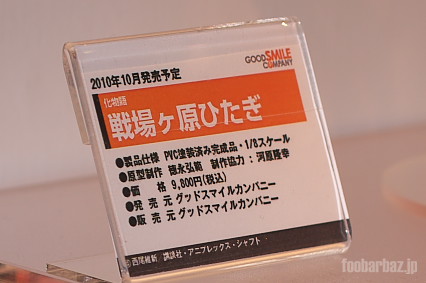 GOOD SMILE COMPANY
2010年10月発売予定
化物語
戦場ヶ原ひたぎ
●製品仕様 PVC塗装済み完成品・1/8スケール
●原型制作 徳永弘範 制作協力:河原隆幸
●価 格 9,800円(税込)
●発 売 元 グッドスマイルカンパニー
●販 売 元 グッドスマイルカンパニー
©西尾維新/講談社・アニプレックス・シャフト
foobarbaz.jp